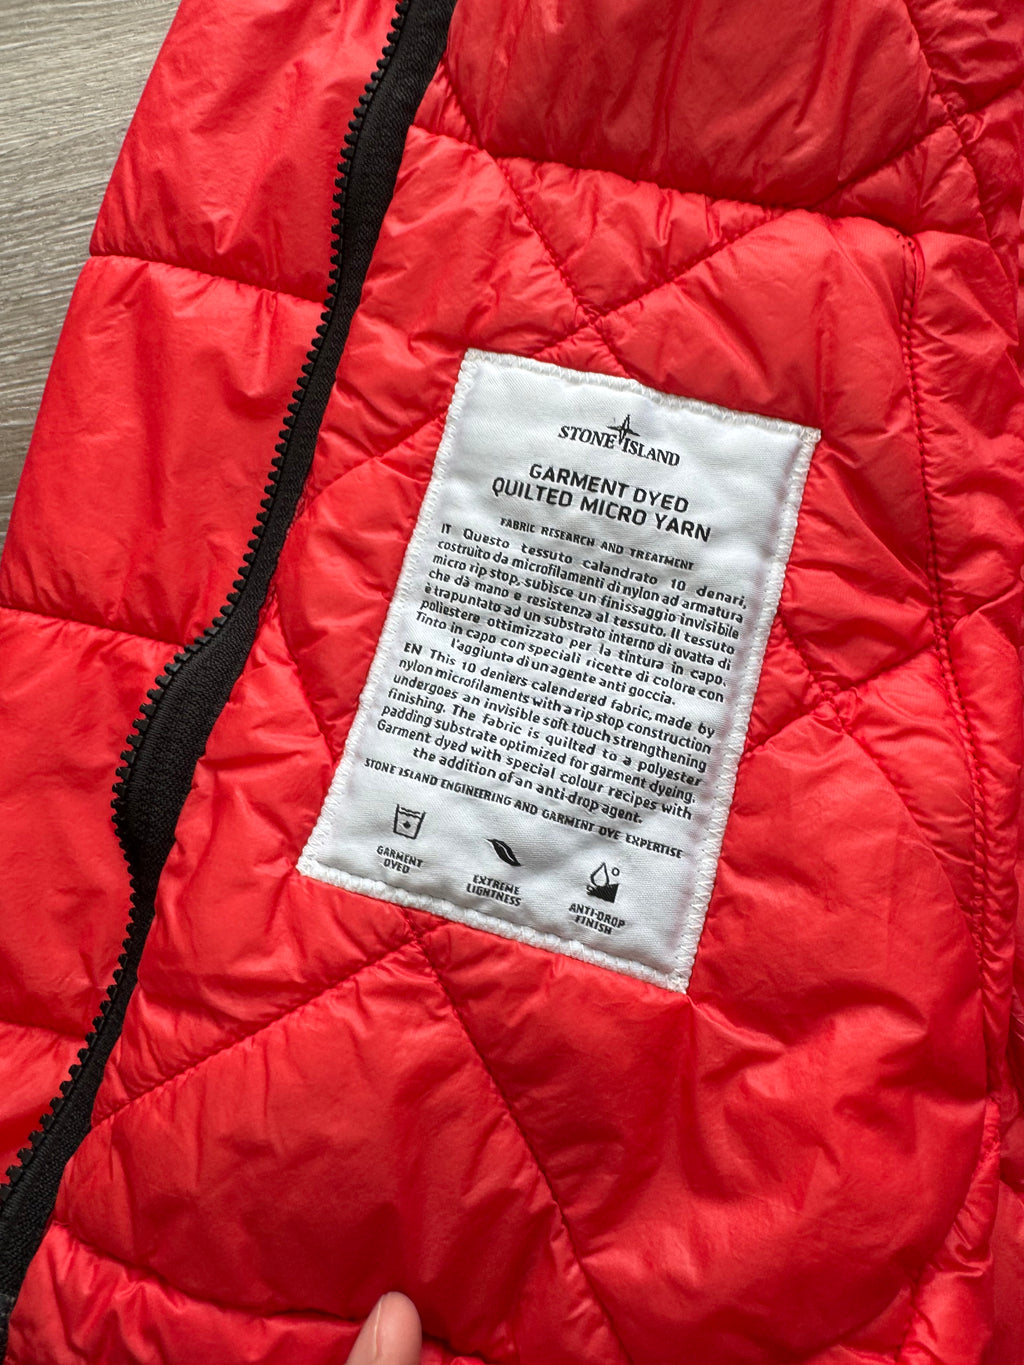 STONE ISLAND
GARMENT DYED
QUILTED MICRO YARN
FABRIC RESEARCH AND TREATMENT
IT Questo tessuto calandrato 10 denari,
costruito da microfilamenti di nylon ad armatura
micro rip stop, subisce un finissaggio invisibile
che dà mano e resistenza al tessuto. Il tessuto
è trapuntato ad un substrato interno di ovatta di
poliestere ottimizzato per la tintura in capo.
Tinto in capo con speciali ricette di colore con
l'aggiunta di un agente anti goccia.
EN This 10 deniers calendered fabric, made by
nylon microfilaments with a rip stop construction
undergoes an invisible soft touch strengthening
finishing. The fabric is quilted to a polyester
padding substrate optimized for garment dyeing.
Garment dyed with special colour recipes with
the addition of an anti-drop agent.
STONE ISLAND ENGINEERING AND GARMENT DYE EXPERTISE
GARMENT
DYED
EXTREME
LIGHTNESS
ANTI-DROP
FINISH